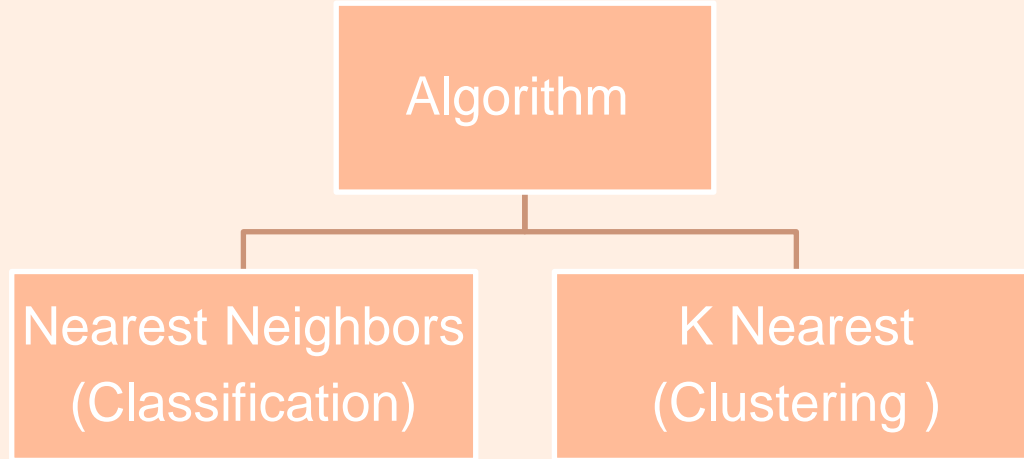 Algorithm
Nearest Neighbors
(Classification)
K Nearest
(Clustering )